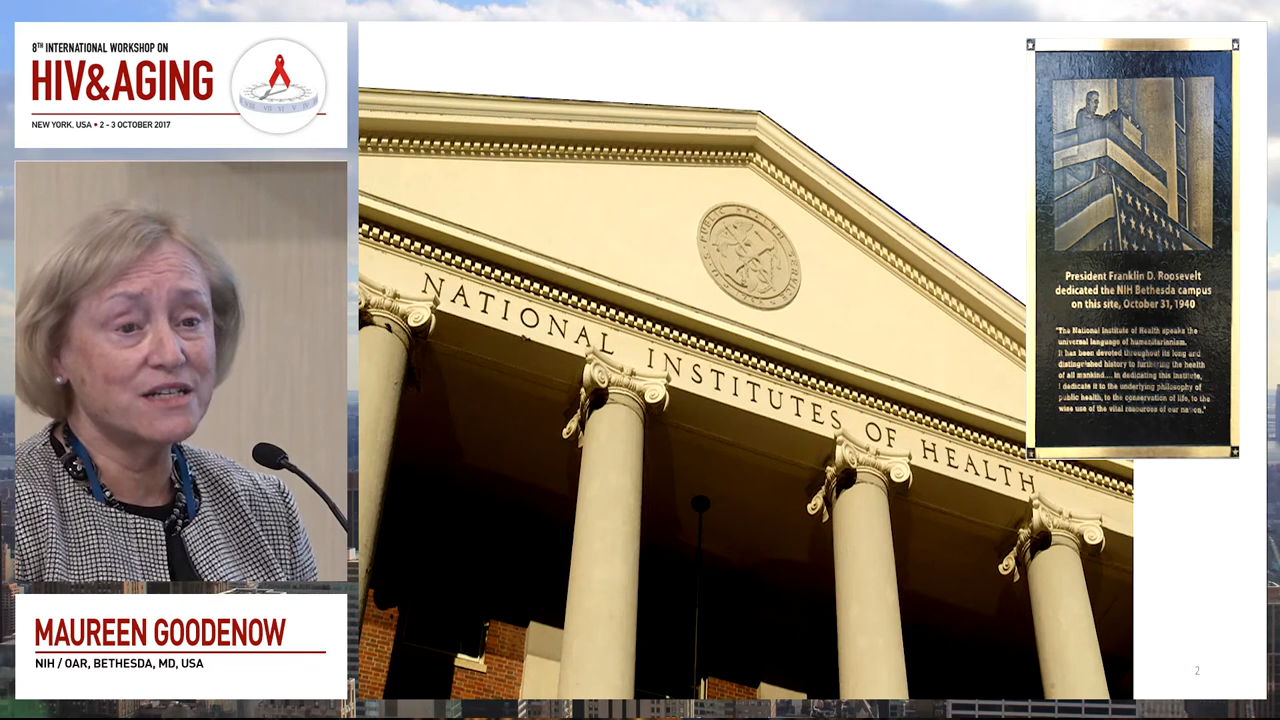 8TH INTERNATIONAL WORKSHOP ON
HIV&AGING
NEW YORK, USA • 2 - 3 OCTOBER 2017
MAUREEN GOODENOW
NIH / OAR, BETHESDA, MD, USA
U.S. PUBLIC HEALTH SERVICE
NATIONAL INSTITUTES OF HEALTH
President Franklin D. Roosevelt
dedicated the NIH Bethesda campus
on this site, October 31, 1940
"The National Institute of Health speaks the
universal language of humanitarianism.
It has been devoted throughout its long and
distinguished history to furthering the health
of all mankind... In dedicating this Institute,
I dedicate it to the underlying philosophy of
public health, to the conservation of life, to the
wise use of the vital resources of our nation."
2